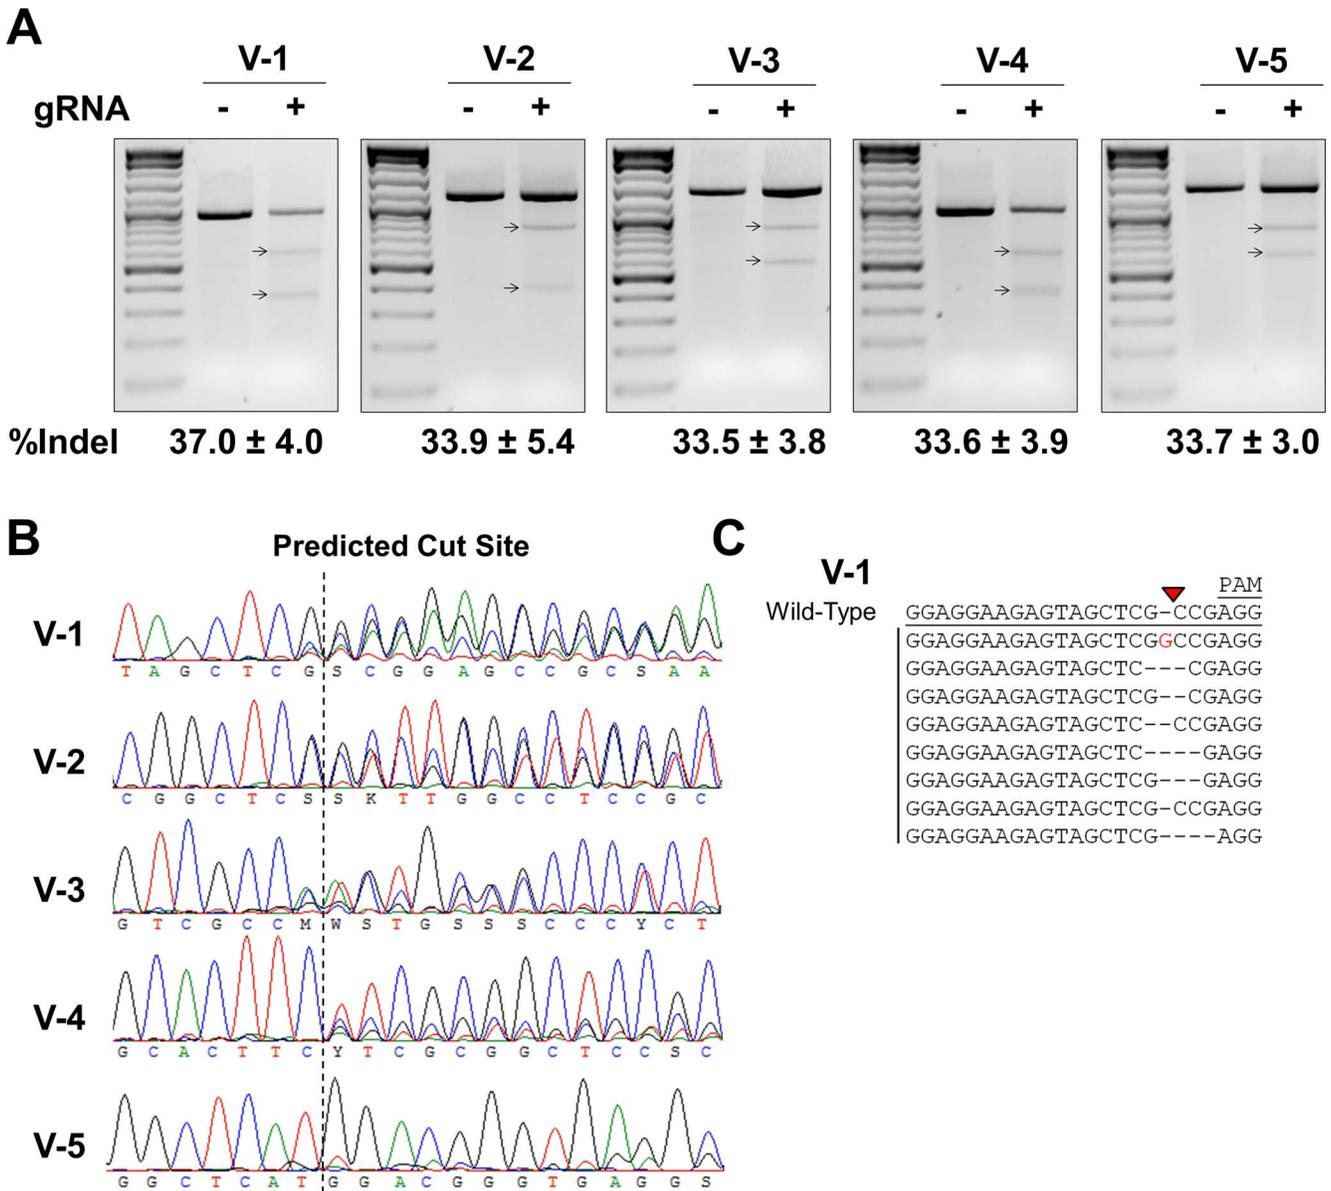 A
V-1 V-2 V-3 V-4 V-5
gRNA - + - + - + - + - +
%Indel 37.0 ± 4.0 33.9 ± 5.4 33.5 ± 3.8 33.6 ± 3.9 33.7 ± 3.0
B
Predicted Cut Site
V-1
T A G C T C G S C G G A G C C G C S A A
V-2
C G G C T C S S K T T G G C C T C C G C
V-3
G T C G C C M W S T G S S S C C C Y C T
V-4
G C A C T T C Y T C G C G G C T C C S C
V-5
G G C T C A T G G A C G G G T G A G G S
C
V-1
PAM
Wild-Type GGAGGAAGAGTAGCTCG-CCGAGG
GGAGGAAGAGTAGCTCGGCCGAGG
GGAGGAAGAGTAGCTC---CGAGG
GGAGGAAGAGTAGCTC---CGAGG
GGAGGAAGAGTAGCTC--CCGAGG
GGAGGAAGAGTAGCTC----GAGG
GGAGGAAGAGTAGCTCG---GAGG
GGAGGAAGAGTAGCTCG-CCGAGG
GGAGGAAGAGTAGCTCG----AGG